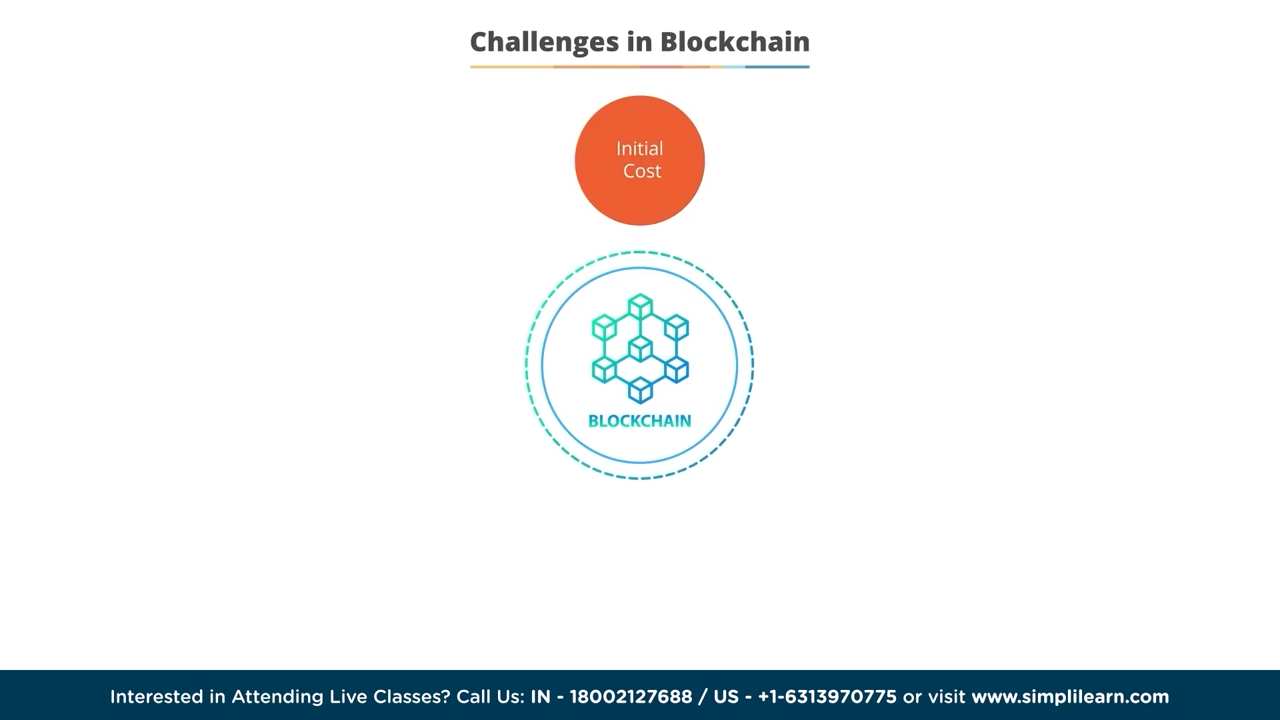 Challenges in Blockchain
Initial
Cost
BLOCKCHAIN
Interested in Attending Live Classes? Call Us: IN - 18002127688 / US - +1-6313970775 or visit www.simplilearn.com